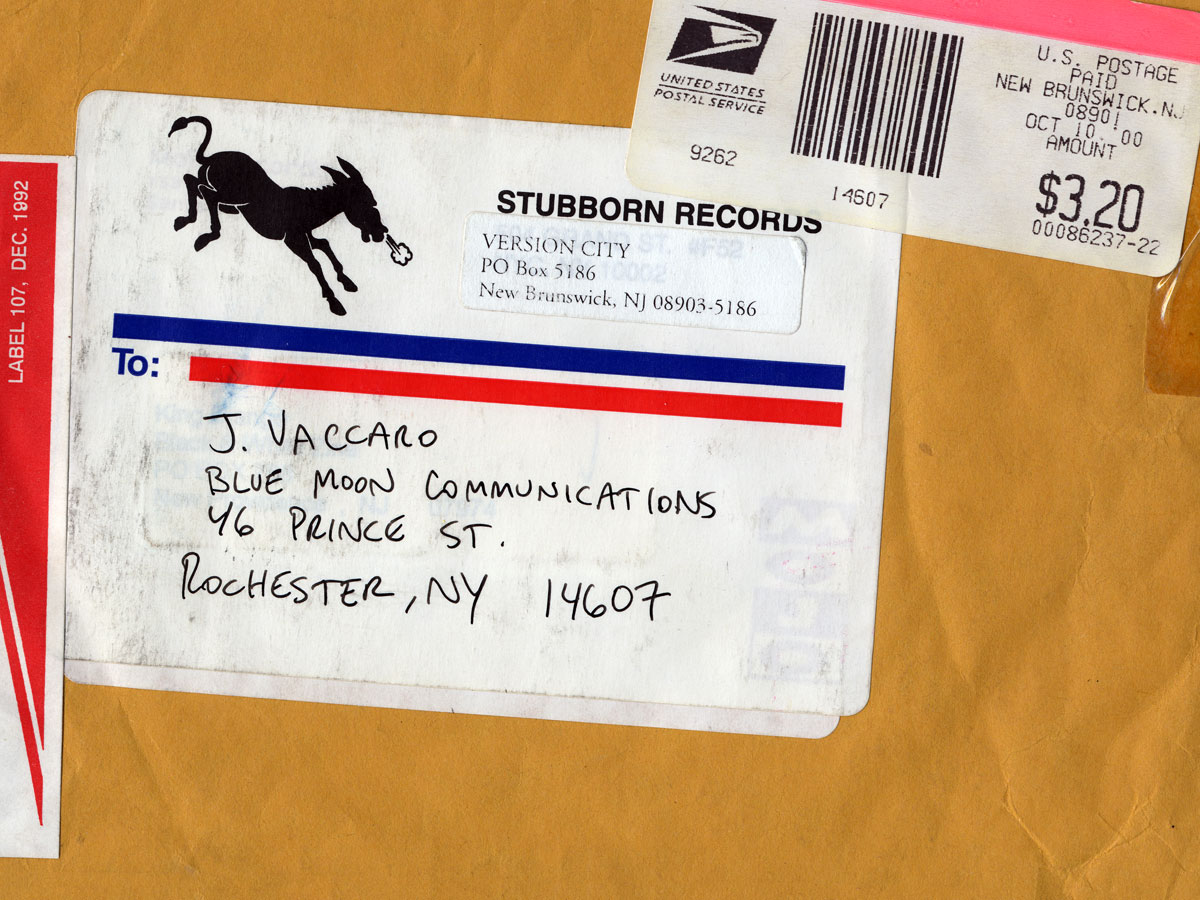 UNITED STATES
POSTAL SERVICE
9262
14607
U.S. POSTAGE
PAID
NEW BRUNSWICK.NJ
08901
OCT 10. 00
AMOUNT
$3.20
00086237-22
LABEL 107, DEC. 1992
STUBBORN RECORDS
VERSION CITY
PO Box 5186
New Brunswick, NJ 08903-5186
To:
J. VACCARO
BLUE MOON COMMUNICATIONS
46 PRINCE ST.
ROCHESTER, NY 14607